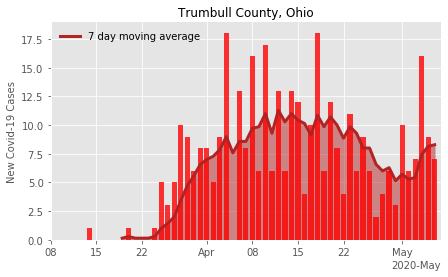 Trumbull County, Ohio
7 day moving average
New Covid-19 Cases
17.5
15.0
12.5
10.0
7.5
5.0
2.5
0.0
08
15
22
Apr
08
15
22
May
2020-May